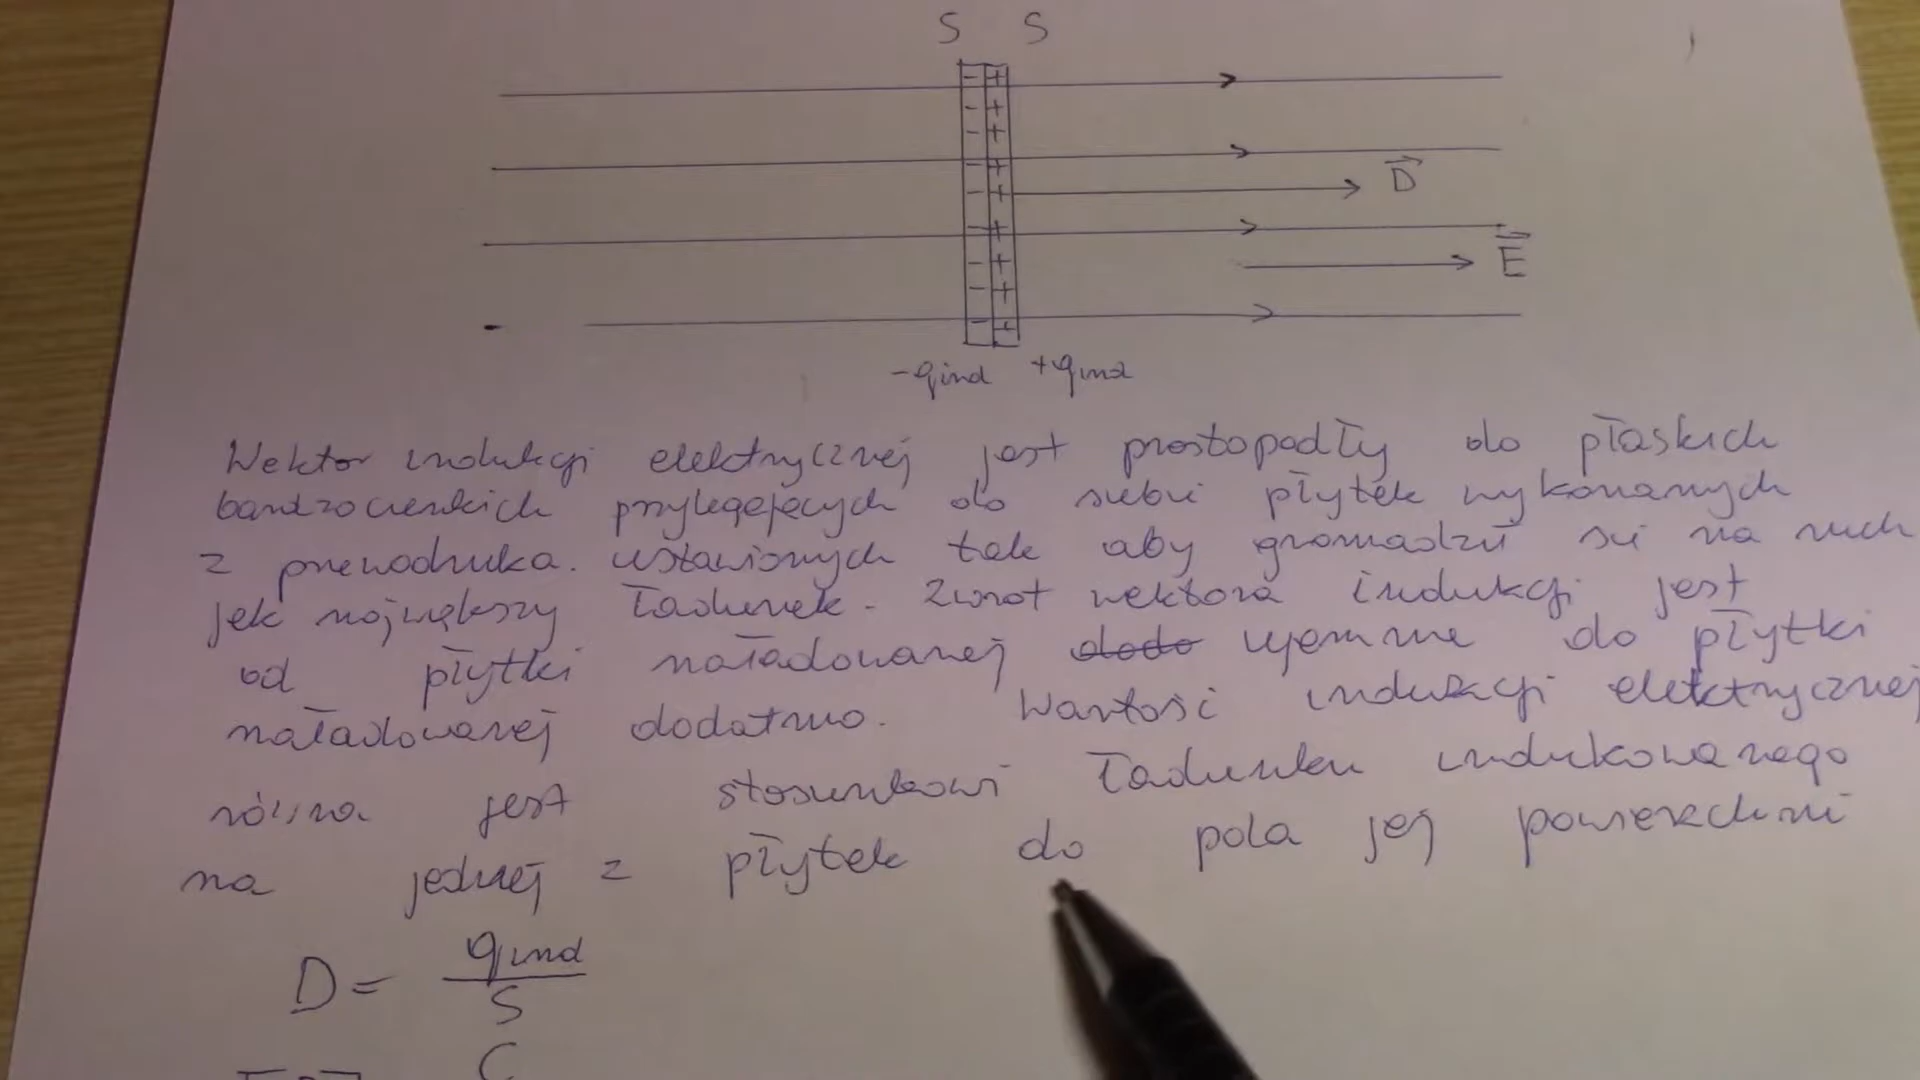 S S
D
E
-qind +qind
Wektor indukcji elektrycznej jest prostopadły do płaskich
bardzo cienkich przylegających do siebie płytek wykonanych
z przewodnika. ustawionych tak aby gromadził się na nich
jak największy ładunek. Zwrot wektora indukcji jest
od płytki naładowanej dodo ujemnie do płytki
naładowanej dodatnio. Wartość indukcji elektrycznej
równa jest stosunkowi ładunku indukowanego
na jednej z płytek do pola jej powierzchni
D = qind
S
C